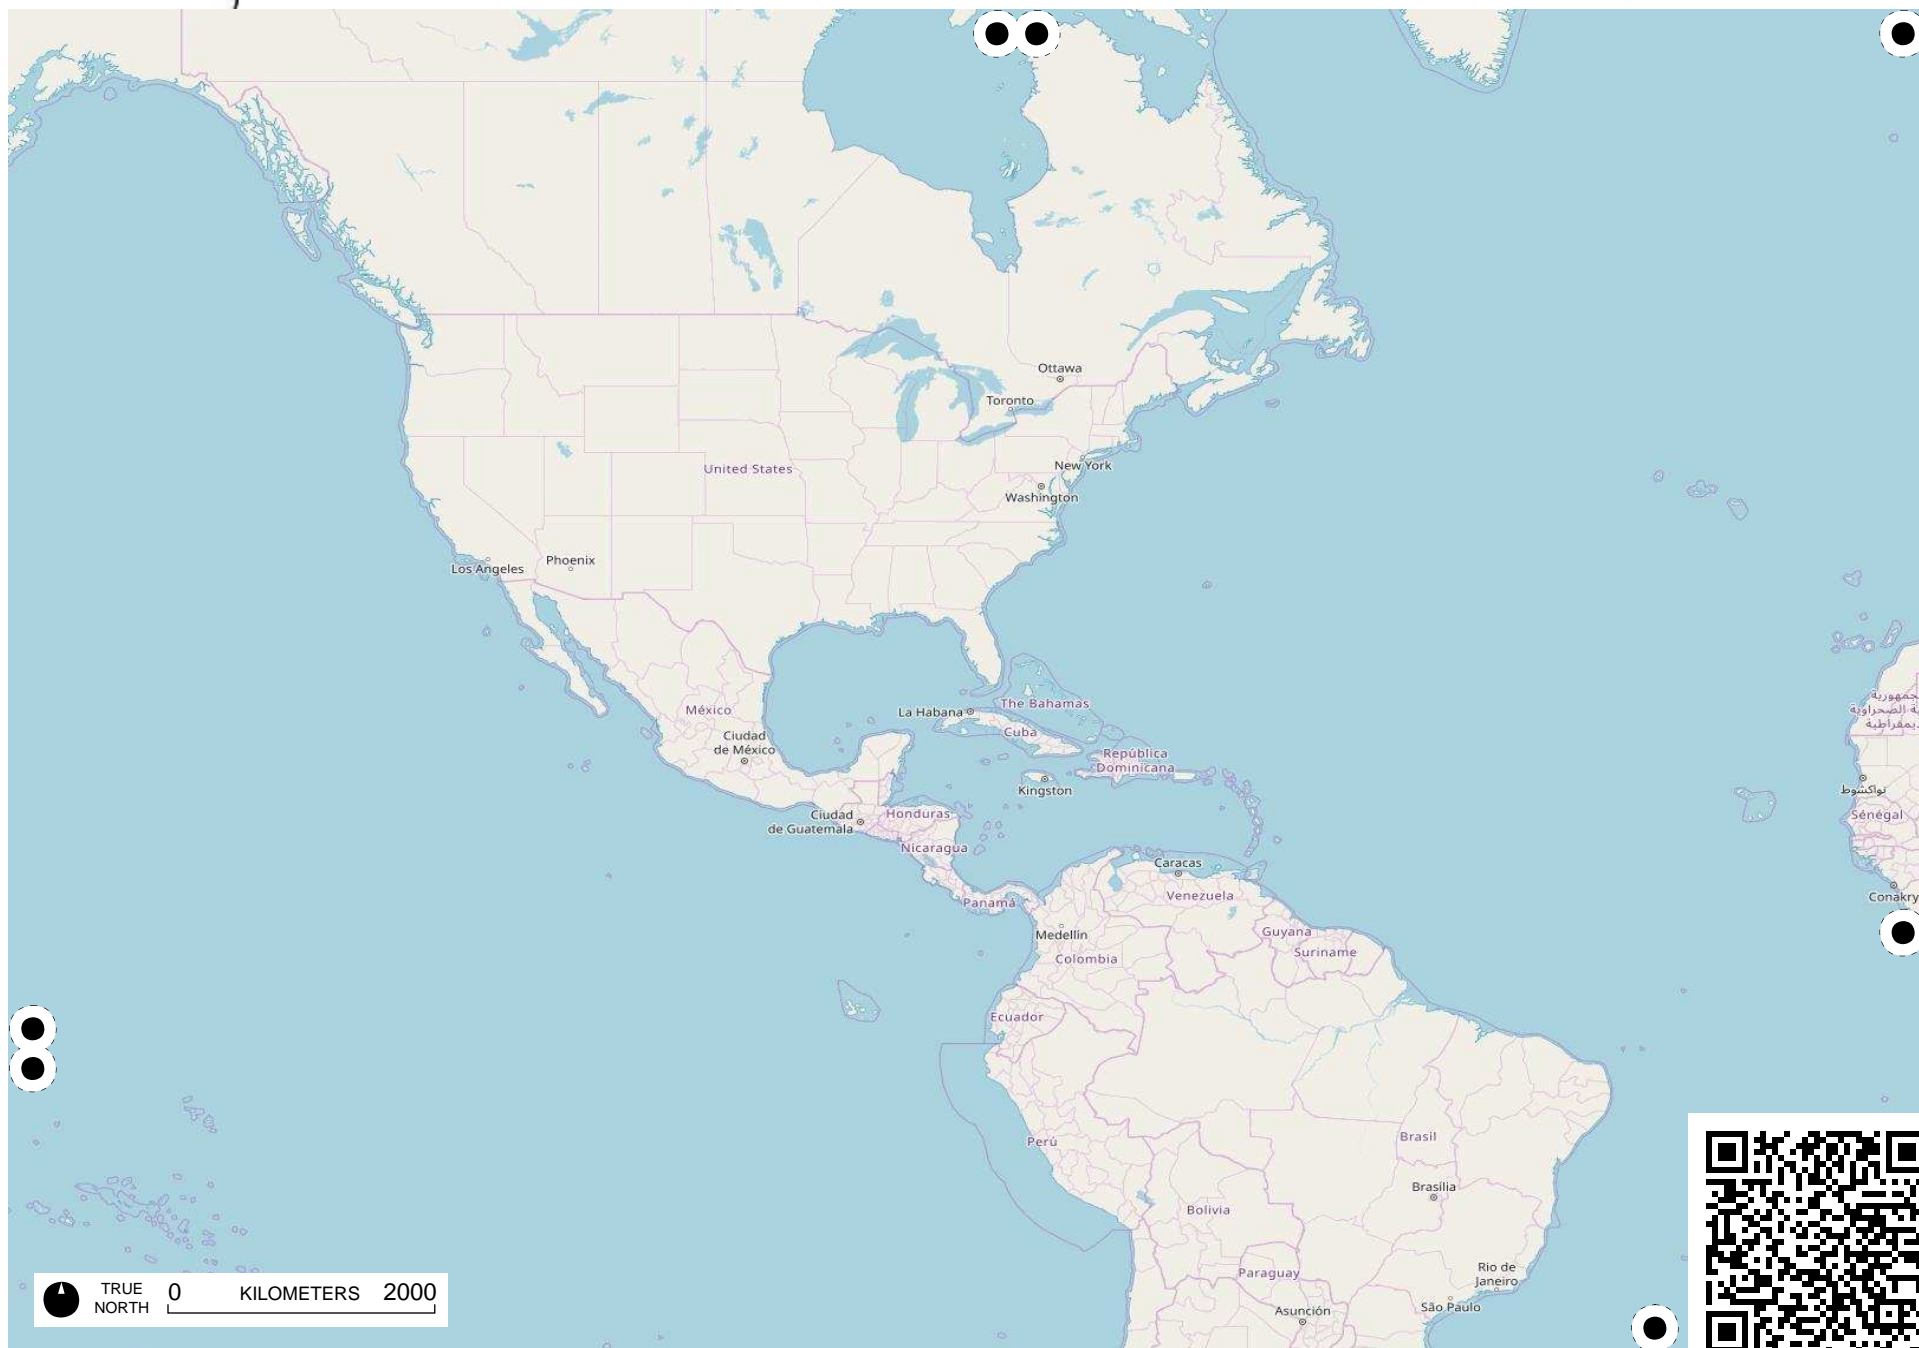 Ottawa
Toronto
United States
New York
Washington
Los Angeles
Phoenix
México
Ciudad
de México
La Habana
The Bahamas
Cuba
República
Dominicana
Kingston
Ciudad
de Guatemala
Honduras
Nicaragua
Panamá
Caracas
Venezuela
Medellín
Colombia
Guyana
Suriname
Ecuador
Perú
Brasil
Brasília
Bolivia
Paraguay
Asunción
Rio de
Janeiro
São Paulo
نواكشوط
Sénégal
Conakry
TRUE
NORTH
0 KILOMETERS 2000